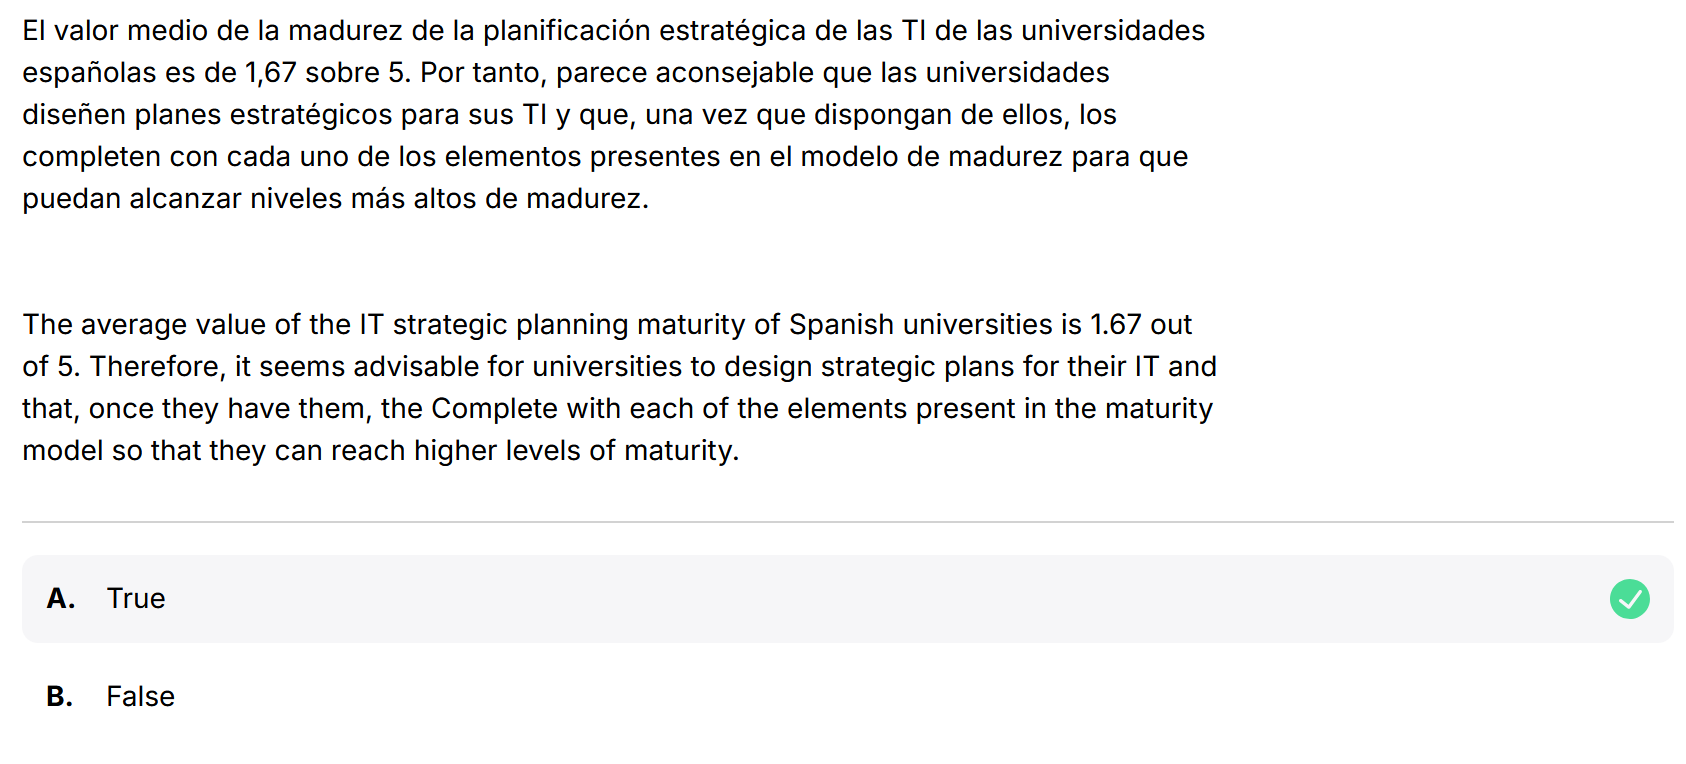 El valor medio de la madurez de la planificación estratégica de las TI de las universidades
españolas es de 1,67 sobre 5. Por tanto, parece aconsejable que las universidades
diseñen planes estratégicos para sus TI y que, una vez que dispongan de ellos, los
completen con cada uno de los elementos presentes en el modelo de madurez para que
puedan alcanzar niveles más altos de madurez.
The average value of the IT strategic planning maturity of Spanish universities is 1.67 out
of 5. Therefore, it seems advisable for universities to design strategic plans for their IT and
that, once they have them, the Complete with each of the elements present in the maturity
model so that they can reach higher levels of maturity.
A. True
B. False